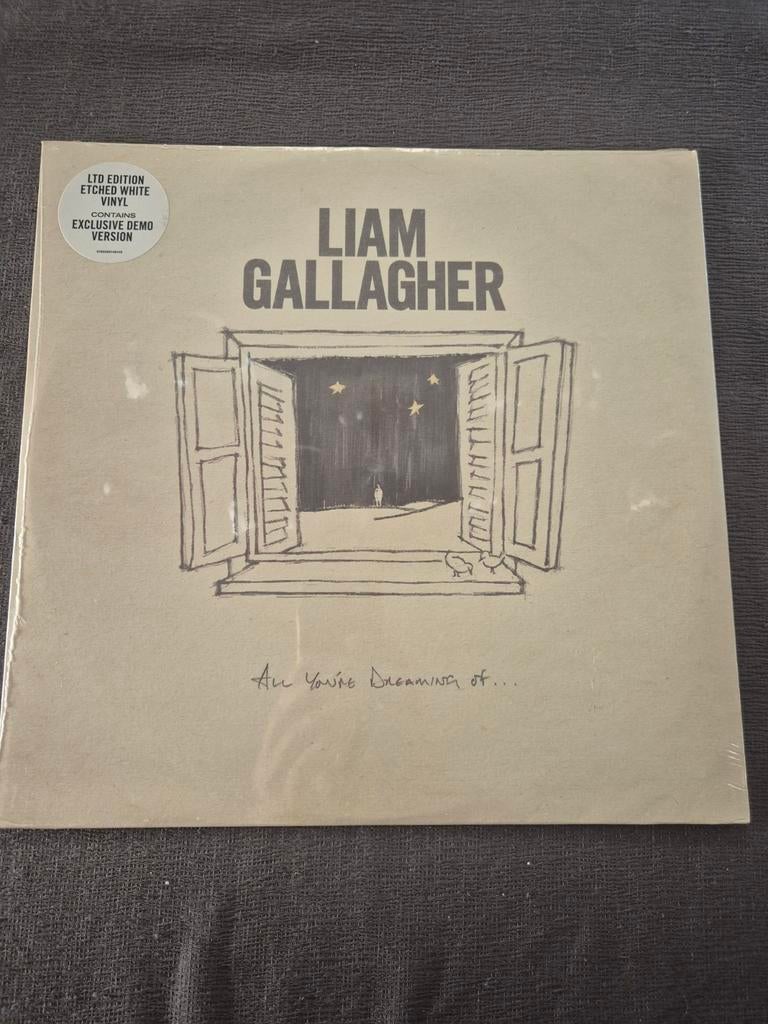 LTD EDITION
ETCHED WHITE
VINYL
CONTAINS
EXCLUSIVE DEMO
VERSION
LIAM
GALLAGHER
ALL YOU'RE DREAMING OF...